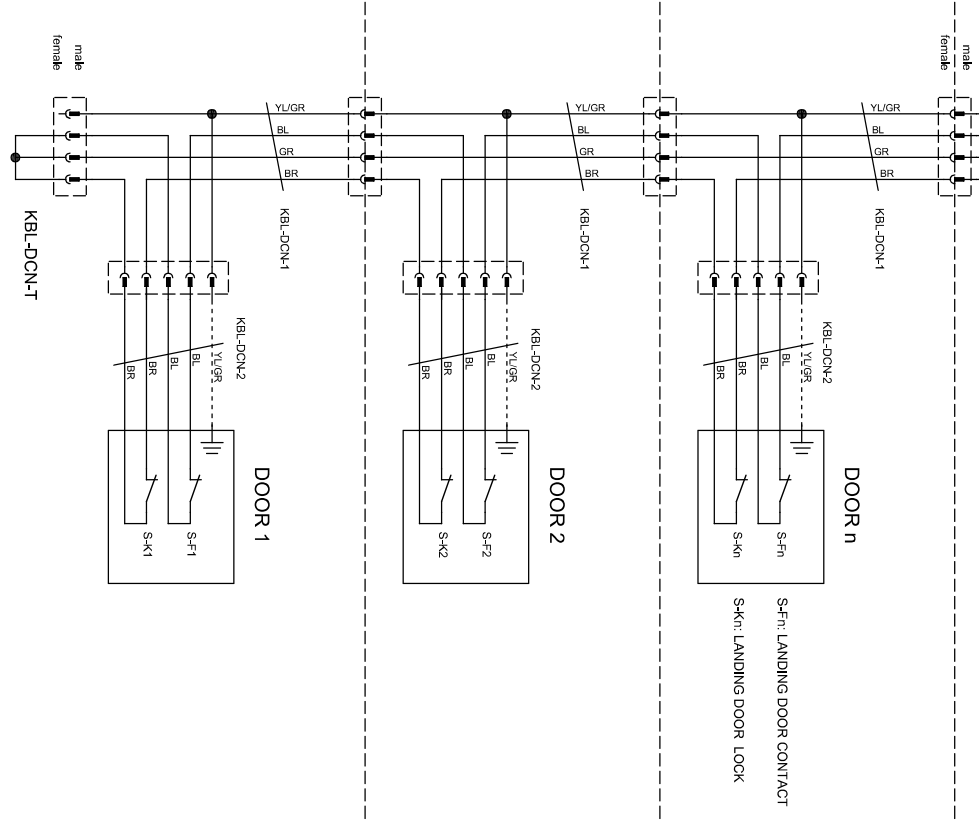 male
female
YL/GR
BL
GR
BR
KBL-DCN-1
KBL-DCN-T
KBL-DCN-2
BR
BR
BL
BL
YL/GR
DOOR 1
S-K1
S-F1
YL/GR
BL
GR
BR
KBL-DCN-1
KBL-DCN-2
BR
BR
BL
BL
YL/GR
DOOR 2
S-K2
S-F2
male
female
YL/GR
BL
GR
BR
KBL-DCN-1
KBL-DCN-2
BR
BR
BL
BL
YL/GR
DOOR n
S-Kn
S-Fn
S-Fn: LANDING DOOR CONTACT
S-Kn: LANDING DOOR LOCK